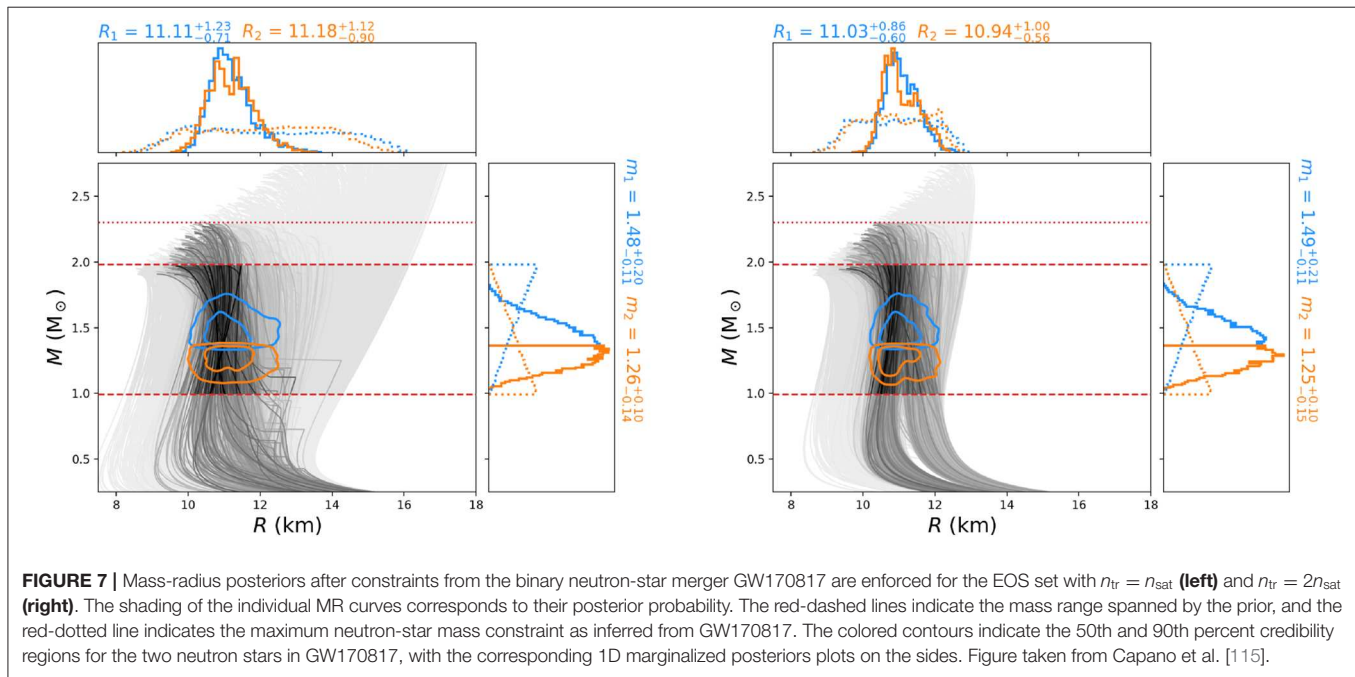 R₁ = 11.11+1.23−0.71 R₂ = 11.18+1.12−0.90
M (M⊙)
2.5
2.0
1.5
1.0
0.5
8 10 12 14 16 18
R (km)
m₁ = 1.48+0.20−0.11 m₂ = 1.26+0.10−0.14
R₁ = 11.03+0.86−0.60 R₂ = 10.94+1.00−0.56
M (M⊙)
2.5
2.0
1.5
1.0
0.5
8 10 12 14 16 18
R (km)
m₁ = 1.49+0.21−0.11 m₂ = 1.25+0.10−0.15
FIGURE 7 | Mass-radius posteriors after constraints from the binary neutron-star merger GW170817 are enforced for the EOS set with nₜᵣ = nₛₐₜ (left) and nₜᵣ = 2nₛₐₜ
(right). The shading of the individual MR curves corresponds to their posterior probability. The red-dashed lines indicate the mass range spanned by the prior, and the
red-dotted line indicates the maximum neutron-star mass constraint as inferred from GW170817. The colored contours indicate the 50th and 90th percent credibility
regions for the two neutron stars in GW170817, with the corresponding 1D marginalized posteriors plots on the sides. Figure taken from Capano et al. [115].